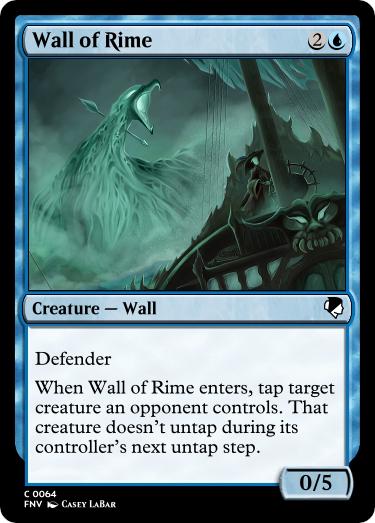 Wall of Rime 2
Creature — Wall
Defender
When Wall of Rime enters, tap target
creature an opponent controls. That
creature doesn't untap during its
controller's next untap step.
0/5
C 0064
FNV Casey LaBar